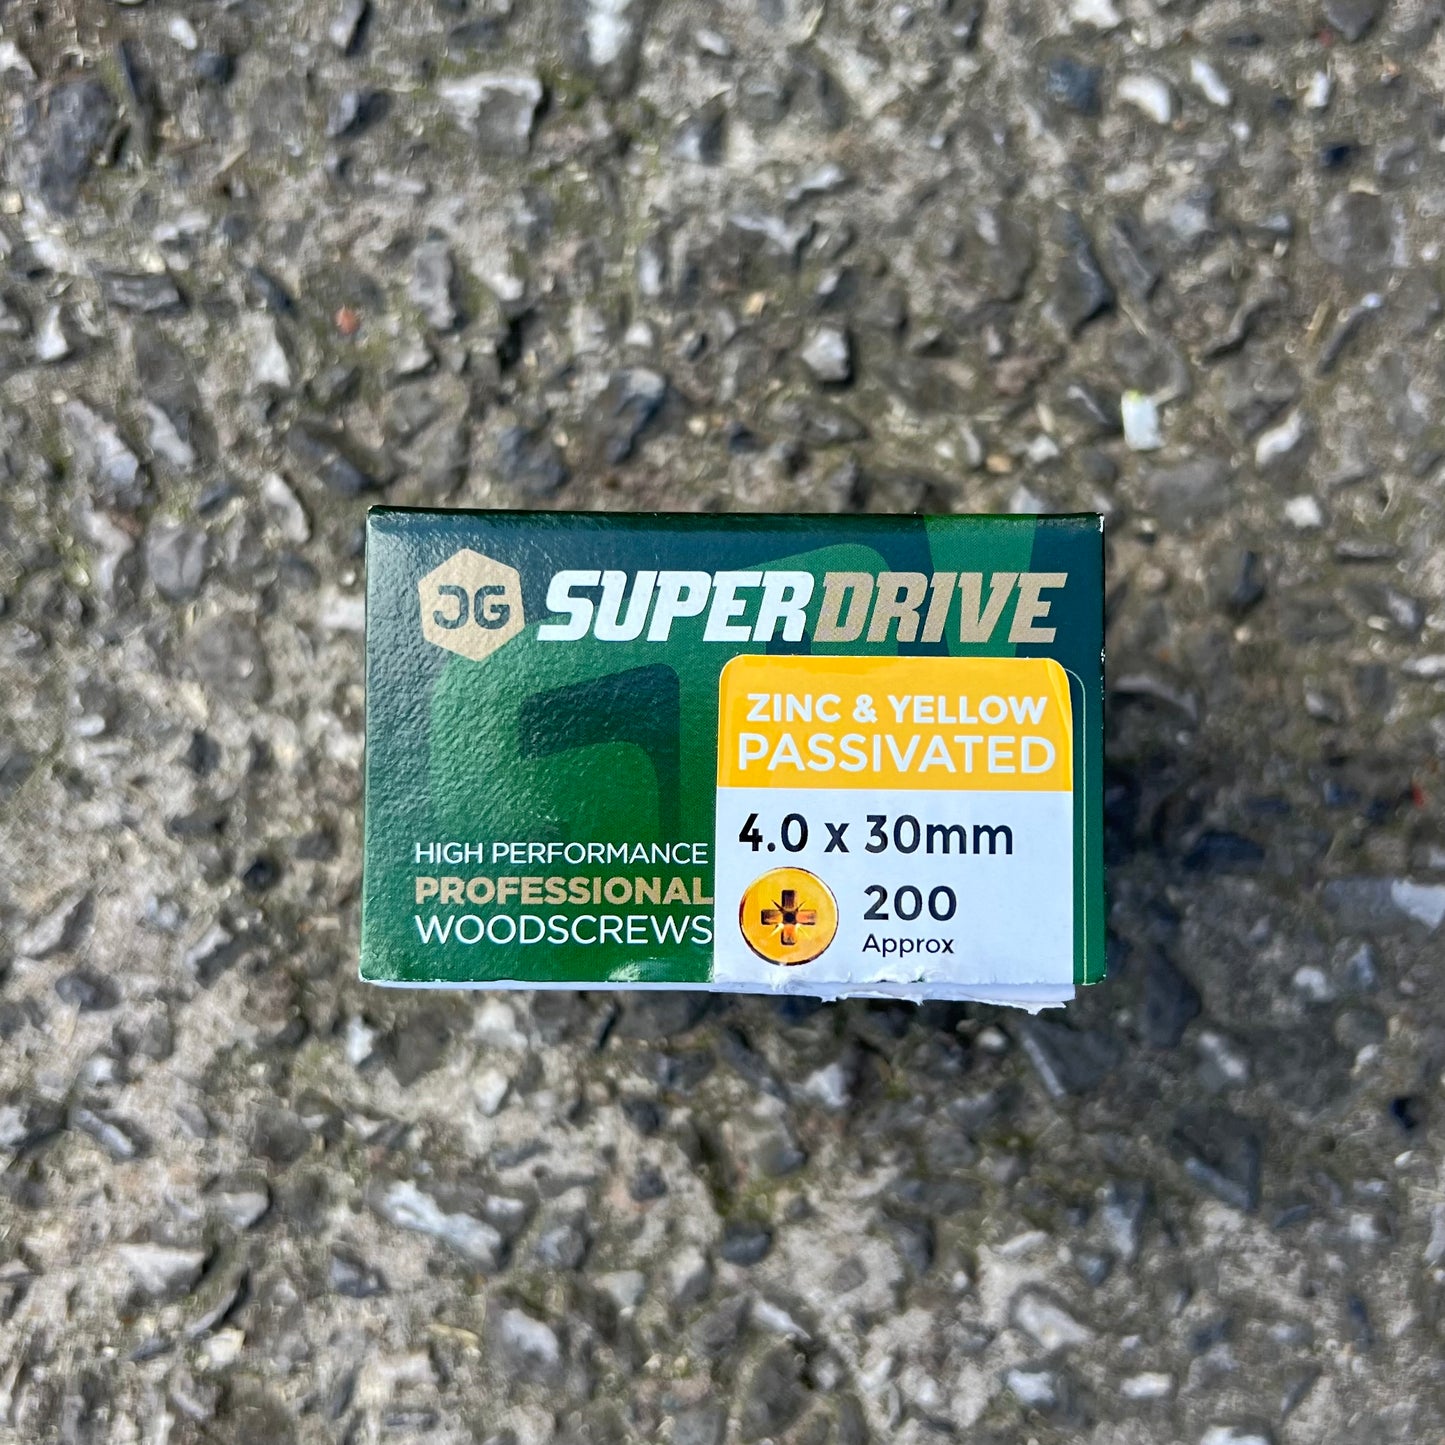 JG SUPERDRIVE
ZINC & YELLOW
PASSIVATED
4.0 x 30mm
200
Approx
HIGH PERFORMANCE
PROFESSIONAL
WOODSCREWS